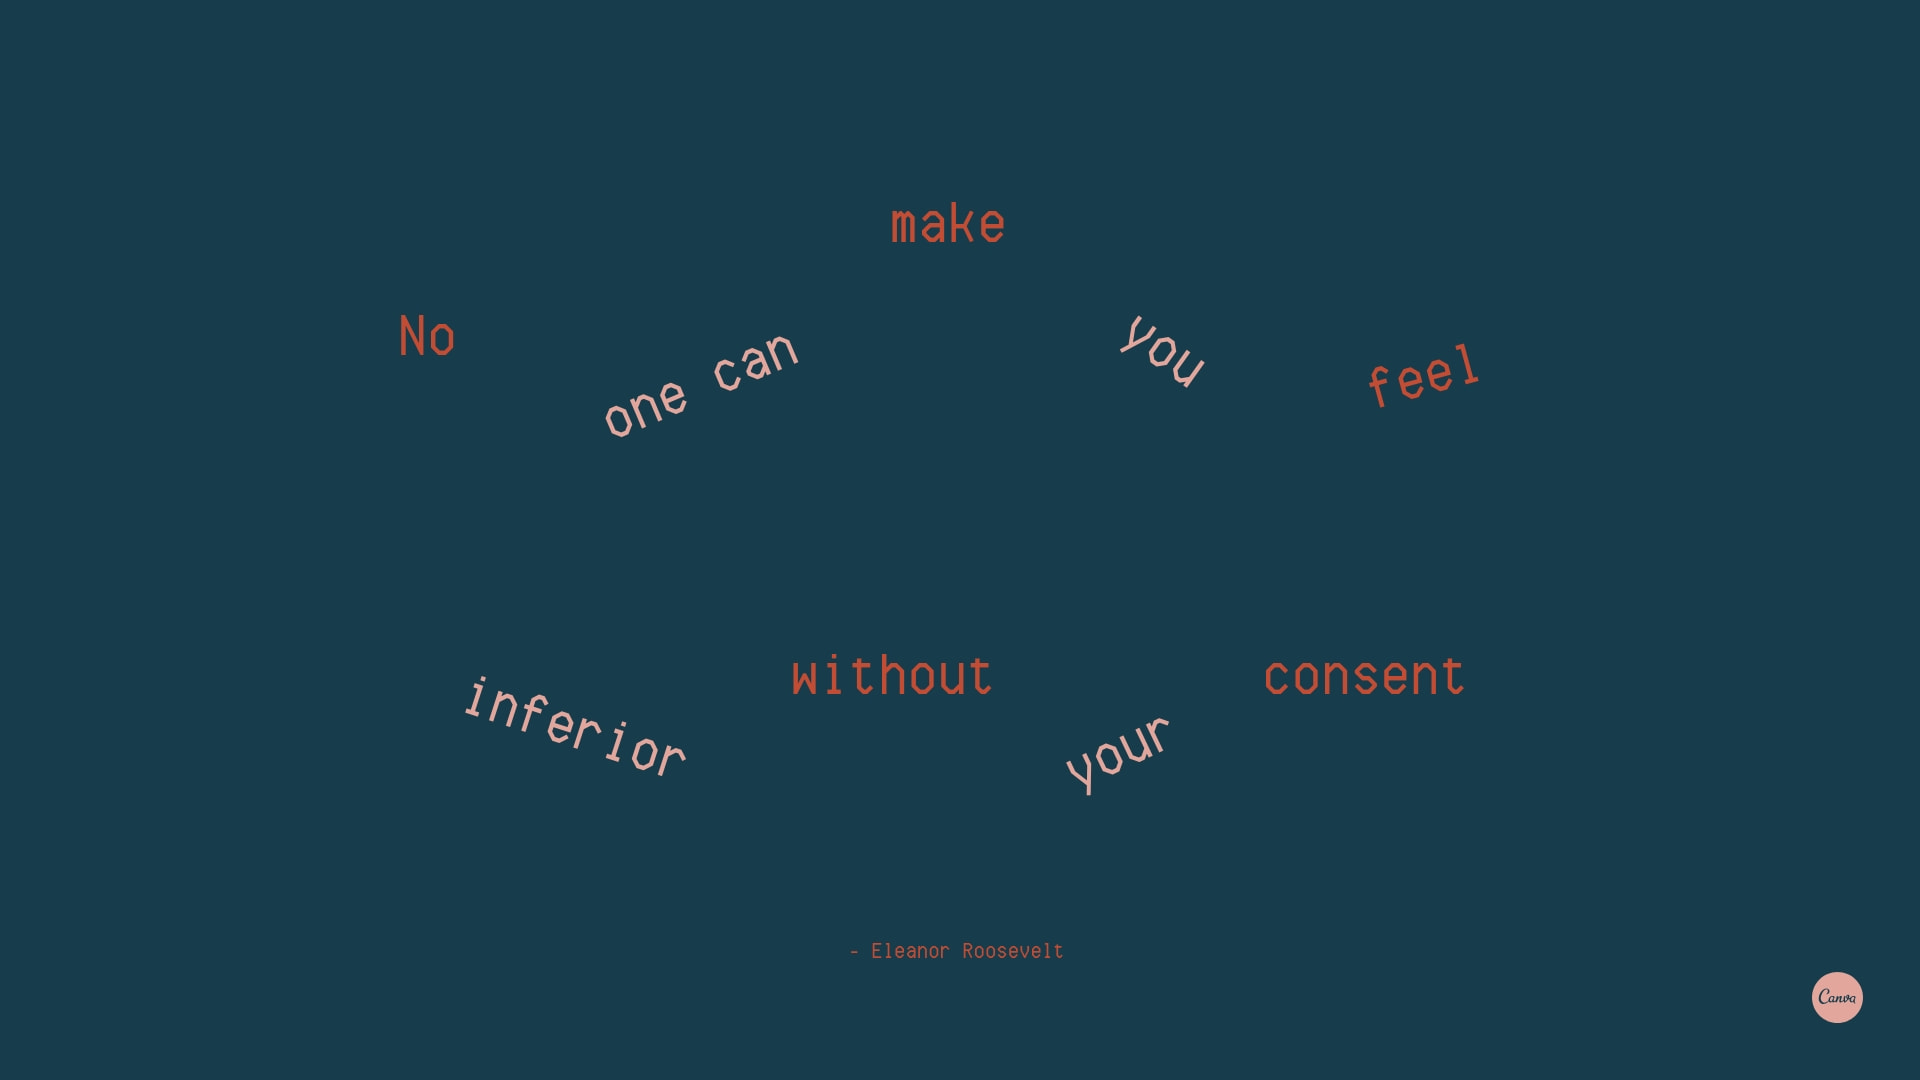 No one can make you feel
inferior without your consent
- Eleanor Roosevelt
Canva